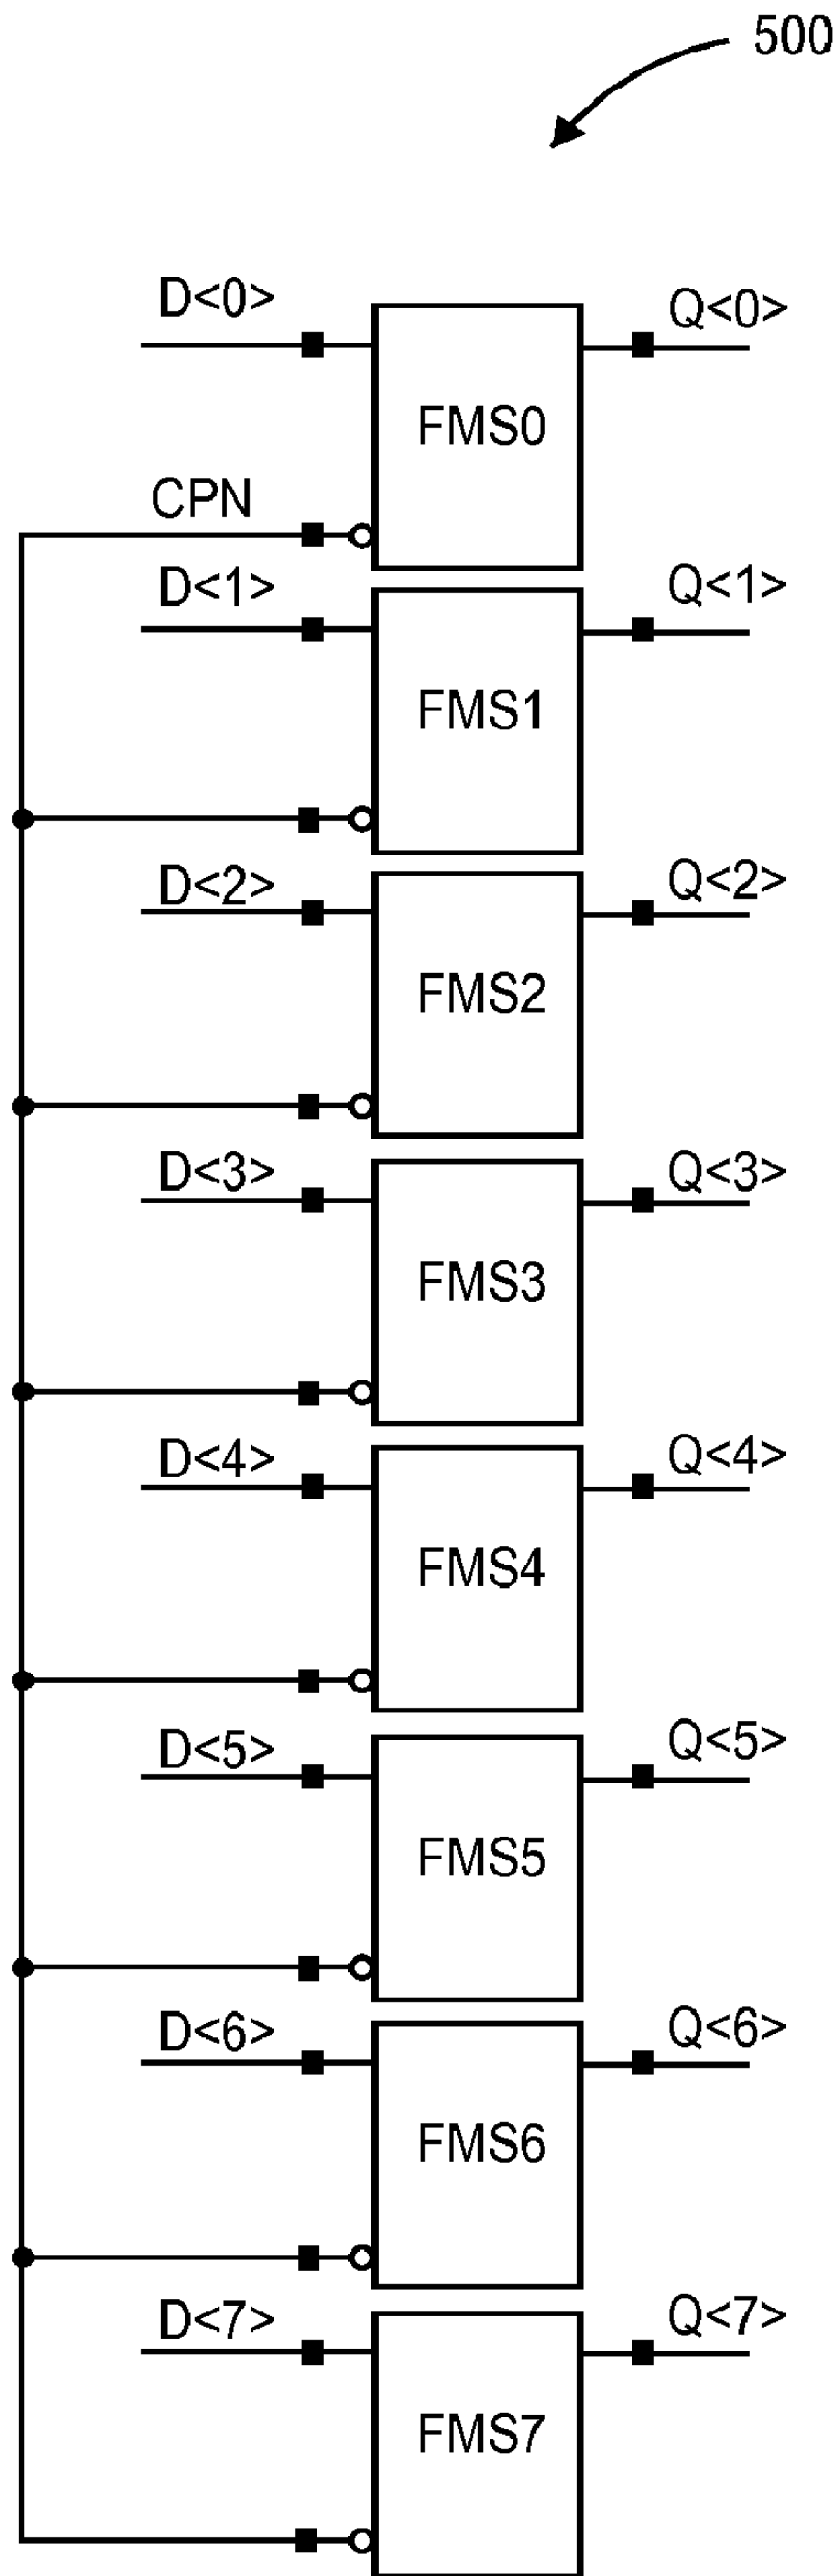 500
D<0>
Q<0>
FMS0
CPN
D<1>
Q<1>
FMS1
D<2>
Q<2>
FMS2
D<3>
Q<3>
FMS3
D<4>
Q<4>
FMS4
D<5>
Q<5>
FMS5
D<6>
Q<6>
FMS6
D<7>
Q<7>
FMS7